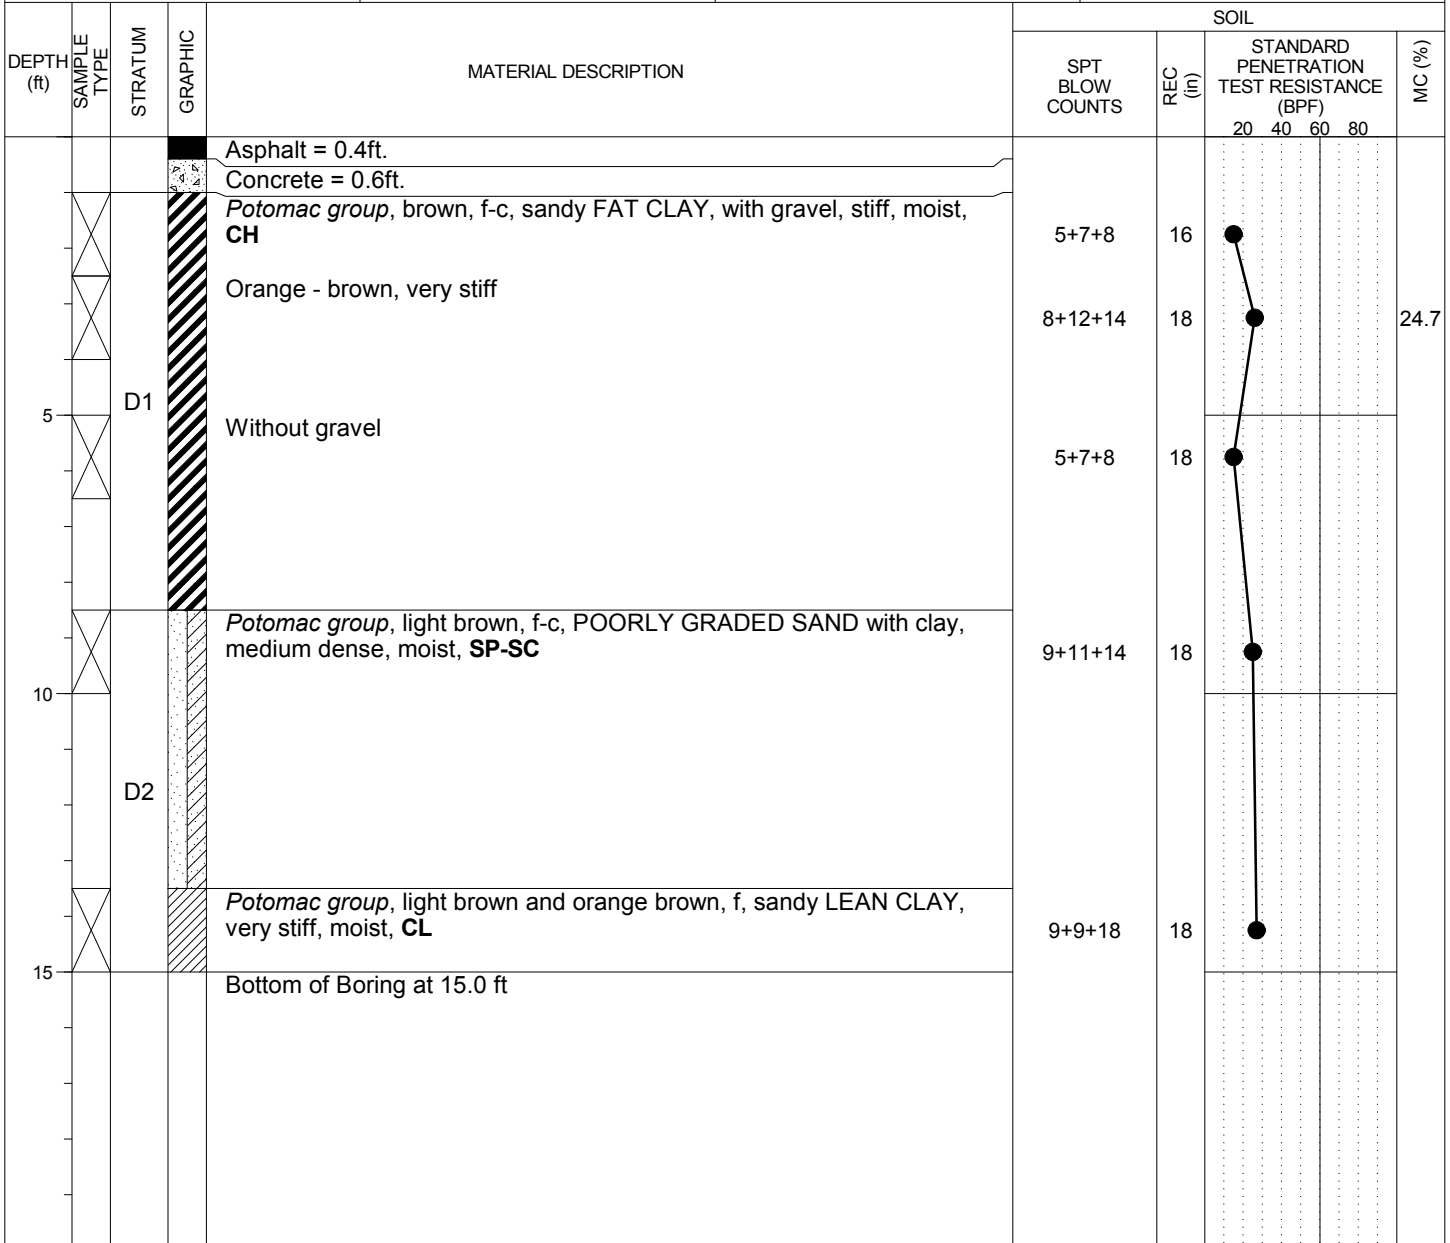 SOIL
DEPTH
(ft)
SAMPLE
TYPE
STRATUM
GRAPHIC
MATERIAL DESCRIPTION
SPT
BLOW
COUNTS
REC
(in)
STANDARD
PENETRATION
TEST RESISTANCE
(BPF)
20 40 60 80
MC (%)
Asphalt = 0.4ft.
Concrete = 0.6ft.
Potomac group, brown, f-c, sandy FAT CLAY, with gravel, stiff, moist,
CH
5+7+8 16
Orange - brown, very stiff
8+12+14 18 24.7
D1
5
Without gravel
5+7+8 18
Potomac group, light brown, f-c, POORLY GRADED SAND with clay,
medium dense, moist, SP-SC
9+11+14 18
10
D2
Potomac group, light brown and orange brown, f, sandy LEAN CLAY,
very stiff, moist, CL
9+9+18 18
15
Bottom of Boring at 15.0 ft